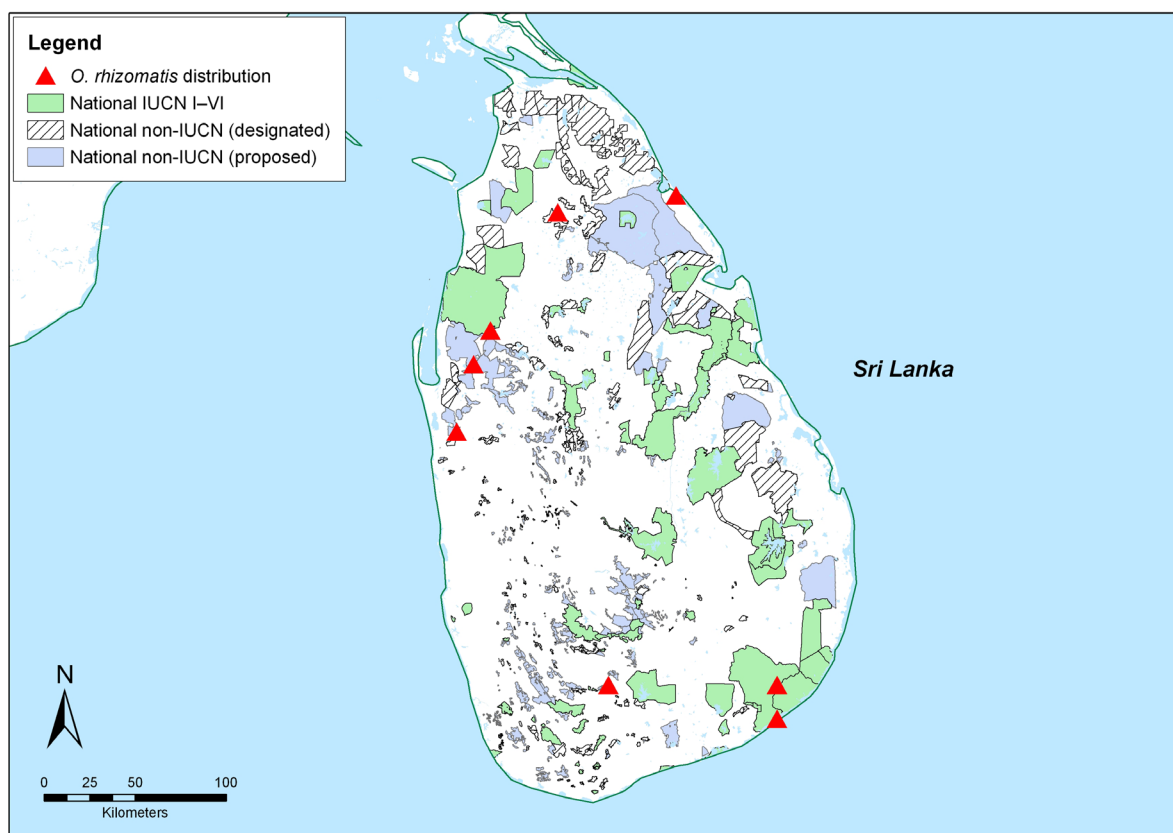 Legend
O. rhizomatis distribution
National IUCN I–VI
National non-IUCN (designated)
National non-IUCN (proposed)
Sri Lanka
N
0 25 50 100
Kilometers